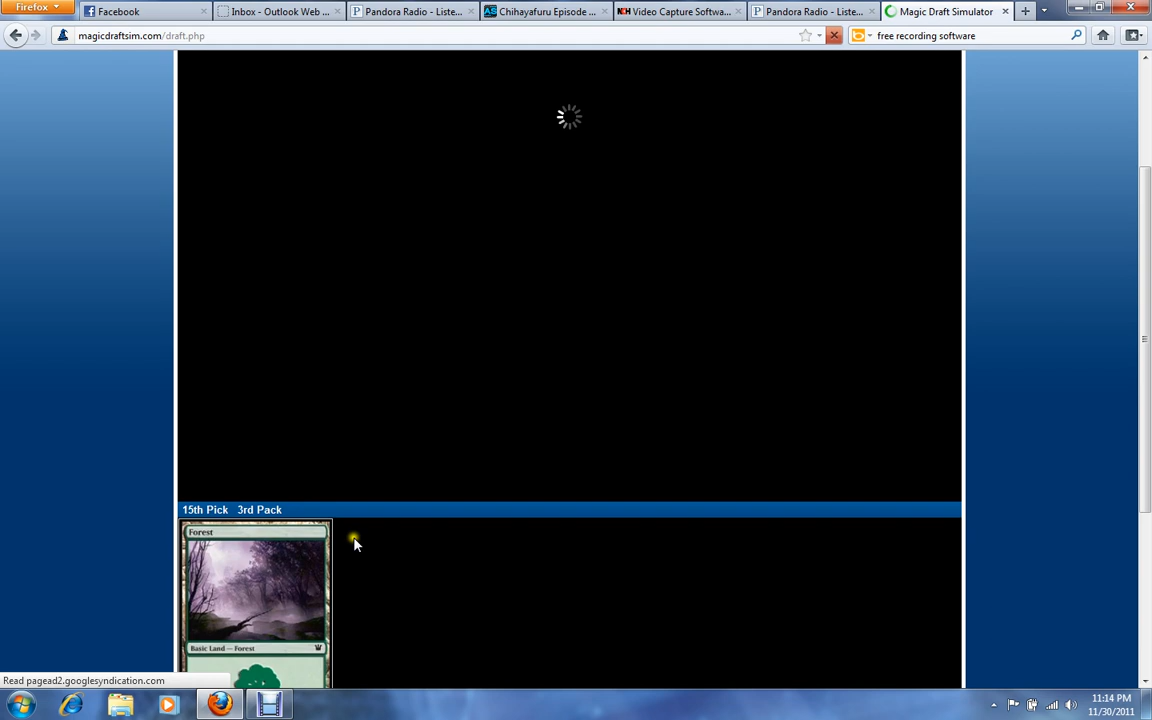 Firefox
Facebook
Inbox - Outlook Web ...
Pandora Radio - Liste...
Chihayafuru Episode ...
Video Capture Softwa...
Pandora Radio - Liste...
Magic Draft Simulator
magicdraftsim.com/draft.php
free recording software
15th Pick 3rd Pack
Forest
Basic Land — Forest
Read pagead2.googlesyndication.com
11:14 PM
11/30/2011